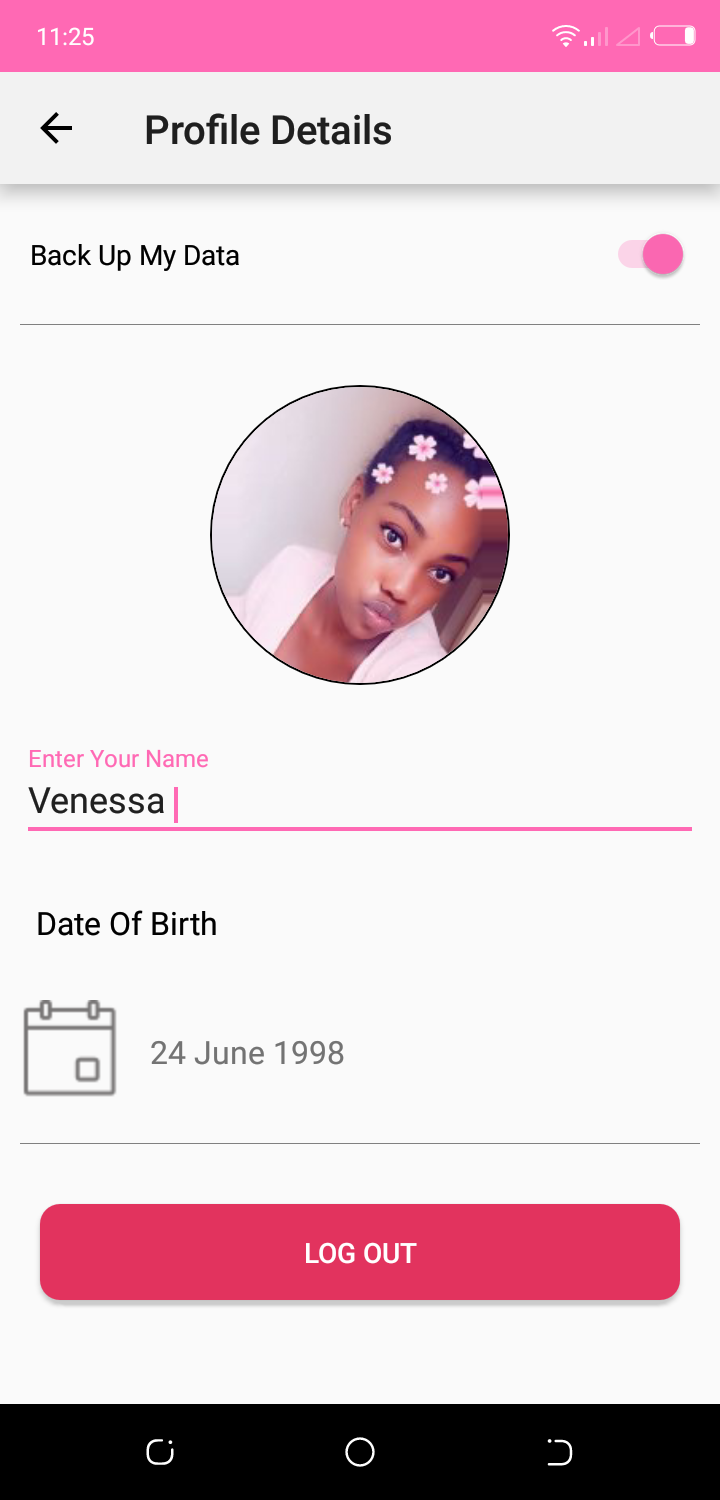 11:25
Profile Details
Back Up My Data
Enter Your Name
Venessa
Date Of Birth
24 June 1998
LOG OUT